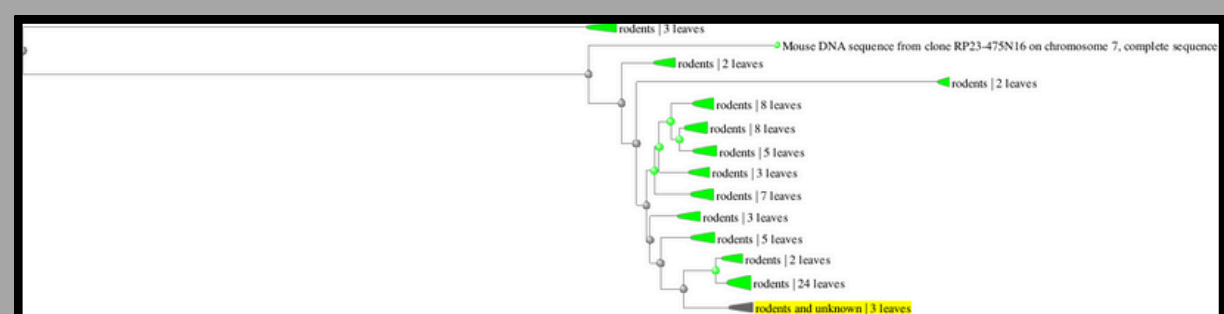 rodents | 3 leaves
Mouse DNA sequence from clone RP23-475N16 on chromosome 7, complete sequence
rodents | 2 leaves
rodents | 2 leaves
rodents | 8 leaves
rodents | 8 leaves
rodents | 5 leaves
rodents | 3 leaves
rodents | 7 leaves
rodents | 3 leaves
rodents | 5 leaves
rodents | 2 leaves
rodents | 24 leaves
rodents and unknown | 3 leaves